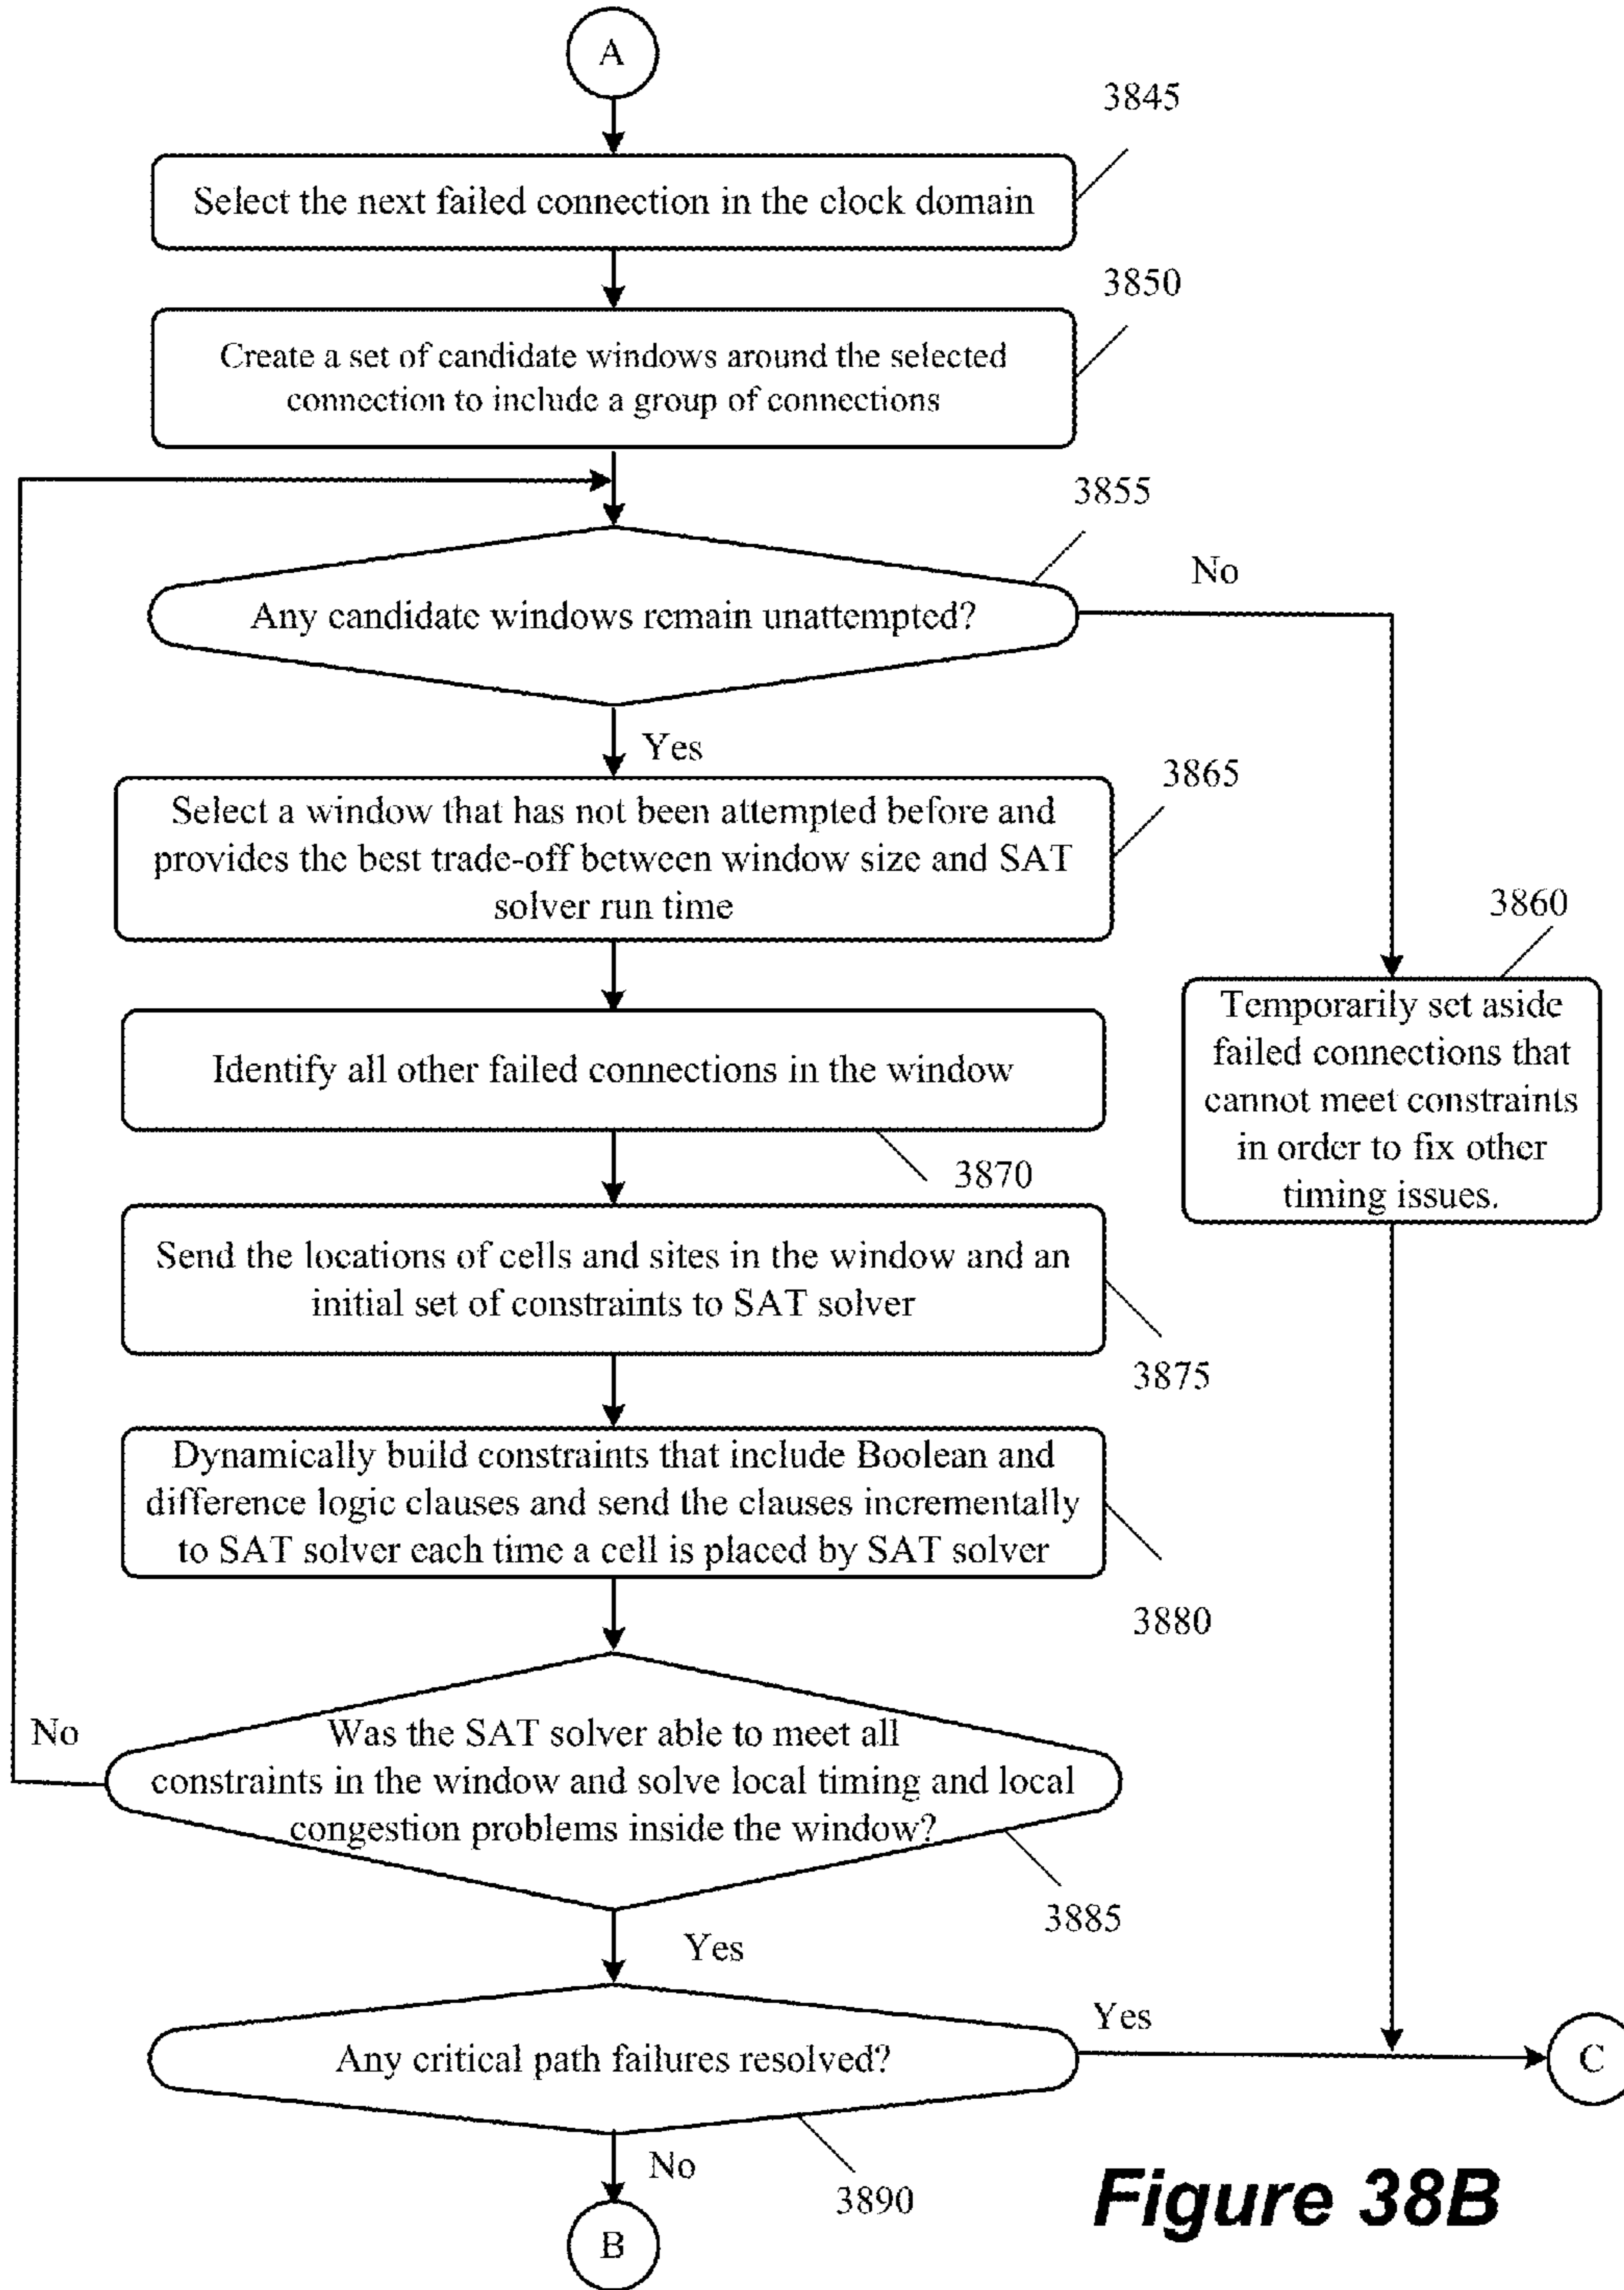 A
3845
Select the next failed connection in the clock domain
3850
Create a set of candidate windows around the selected
connection to include a group of connections
3855
No
Any candidate windows remain unattempted?
Yes
3865
Select a window that has not been attempted before and
provides the best trade-off between window size and SAT
solver run time
3860
Temporarily set aside
failed connections that
cannot meet constraints
in order to fix other
timing issues.
Identify all other failed connections in the window
3870
Send the locations of cells and sites in the window and an
initial set of constraints to SAT solver
3875
Dynamically build constraints that include Boolean and
difference logic clauses and send the clauses incrementally
to SAT solver each time a cell is placed by SAT solver
3880
No
Was the SAT solver able to meet all
constraints in the window and solve local timing and local
congestion problems inside the window?
3885
Yes
Yes
Any critical path failures resolved?
C
No
3890
B
Figure 38B